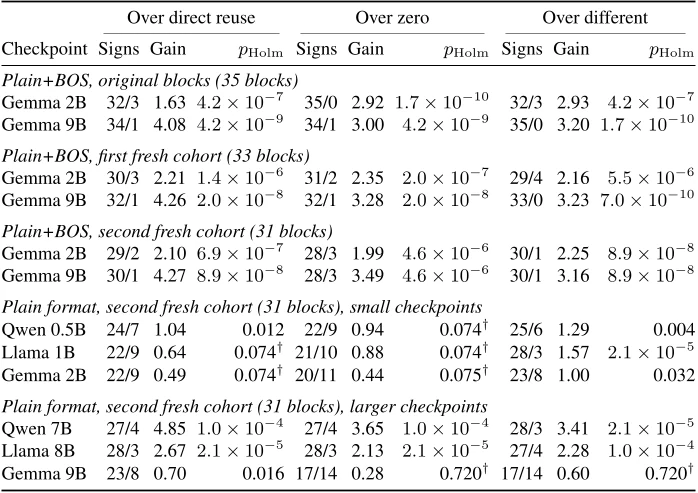 Over direct reuse Over zero Over different
Checkpoint Signs Gain pHolm Signs Gain pHolm Signs Gain pHolm
Plain+BOS, original blocks (35 blocks)
Gemma 2B 32/3 1.63 4.2 × 10⁻⁷ 35/0 2.92 1.7 × 10⁻¹⁰ 32/3 2.93 4.2 × 10⁻⁷
Gemma 9B 34/1 4.08 4.2 × 10⁻⁹ 34/1 3.00 4.2 × 10⁻⁹ 35/0 3.20 1.7 × 10⁻¹⁰
Plain+BOS, first fresh cohort (33 blocks)
Gemma 2B 30/3 2.21 1.4 × 10⁻⁶ 31/2 2.35 2.0 × 10⁻⁷ 29/4 2.16 5.5 × 10⁻⁶
Gemma 9B 32/1 4.26 2.0 × 10⁻⁸ 32/1 3.28 2.0 × 10⁻⁸ 33/0 3.23 7.0 × 10⁻¹⁰
Plain+BOS, second fresh cohort (31 blocks)
Gemma 2B 29/2 2.10 6.9 × 10⁻⁷ 28/3 1.99 4.6 × 10⁻⁶ 30/1 2.25 8.9 × 10⁻⁸
Gemma 9B 30/1 4.27 8.9 × 10⁻⁸ 28/3 3.49 4.6 × 10⁻⁶ 30/1 3.16 8.9 × 10⁻⁸
Plain format, second fresh cohort (31 blocks), small checkpoints
Qwen 0.5B 24/7 1.04 0.012 22/9 0.94 0.074† 25/6 1.29 0.004
Llama 1B 22/9 0.64 0.074† 21/10 0.88 0.074† 28/3 1.57 2.1 × 10⁻⁵
Gemma 2B 22/9 0.49 0.074† 20/11 0.44 0.075† 23/8 1.00 0.032
Plain format, second fresh cohort (31 blocks), larger checkpoints
Qwen 7B 27/4 4.85 1.0 × 10⁻⁴ 27/4 3.65 1.0 × 10⁻⁴ 28/3 3.41 2.1 × 10⁻⁵
Llama 8B 28/3 2.67 2.1 × 10⁻⁵ 28/3 2.13 2.1 × 10⁻⁵ 27/4 2.28 1.0 × 10⁻⁴
Gemma 9B 23/8 0.70 0.016 17/14 0.28 0.720† 17/14 0.60 0.720†